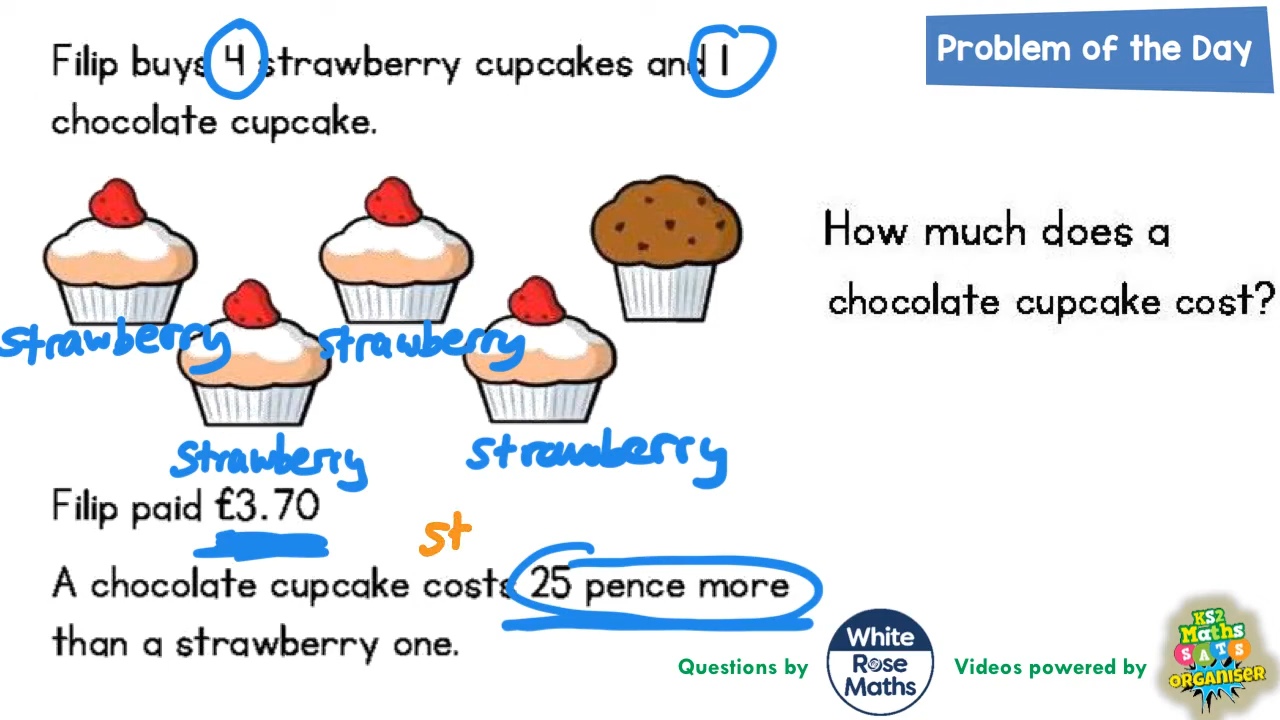 Filip buys 4 strawberry cupcakes and 1
chocolate cupcake.
Problem of the Day
How much does a
chocolate cupcake cost?
strawberry
strawberry
strawberry
strawberry
Filip paid £3.70
st
A chocolate cupcake costs 25 pence more
than a strawberry one.
Questions by
White
Rose
Maths
Videos powered by
KS2
Maths
SATS
ORGANISER